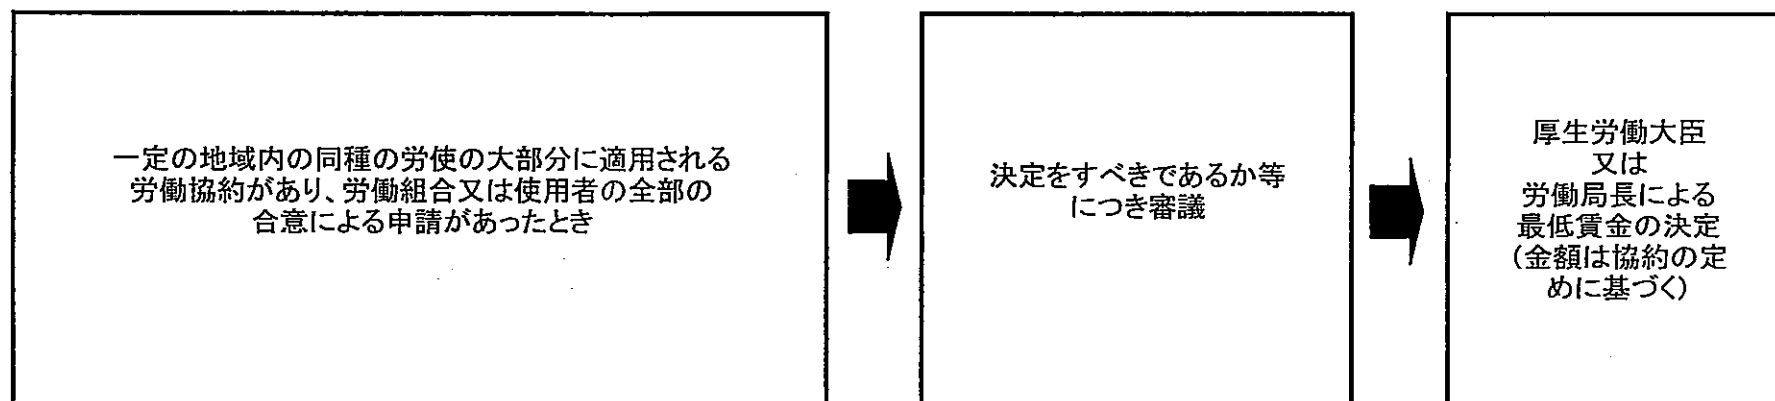 一定の地域内の同種の労使の大部分に適用される
労働協約があり、労働組合又は使用者の全部の
合意による申請があったとき
決定をすべきであるか等
につき審議
厚生労働大臣
又は
労働局長による
最低賃金の決定
(金額は協約の定
めに基づく)